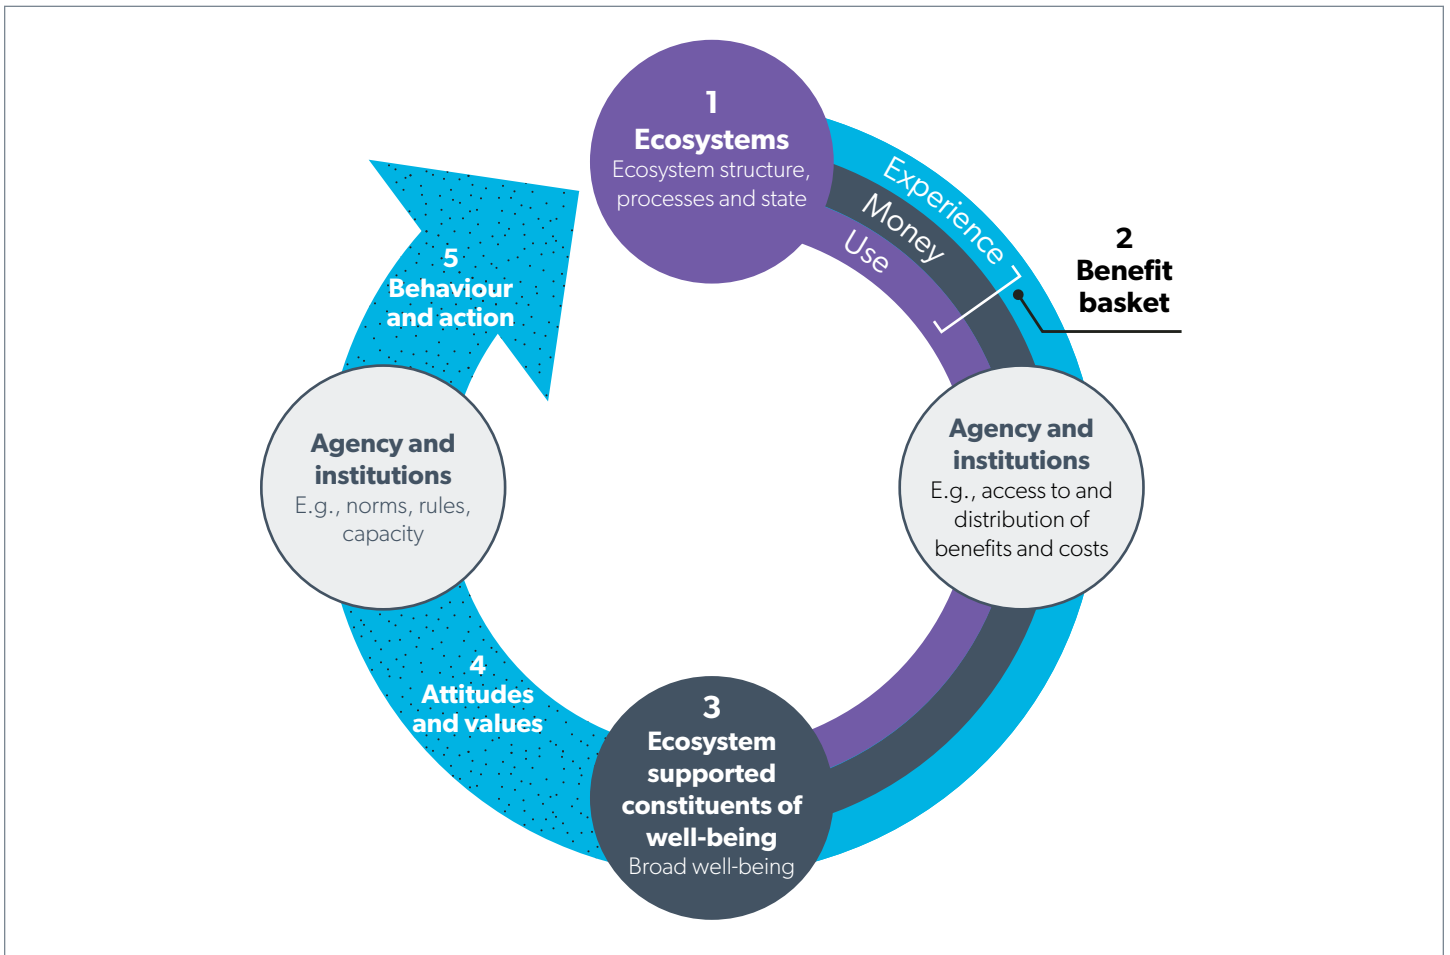 1
Ecosystems
Ecosystem structure,
processes and state
Experience
Money
Use
2
Benefit
basket
Agency and
institutions
E.g., access to and
distribution of
benefits and costs
3
Ecosystem
supported
constituents of
well-being
Broad well-being
4
Attitudes
and values
Agency and
institutions
E.g., norms, rules,
capacity
5
Behaviour
and action